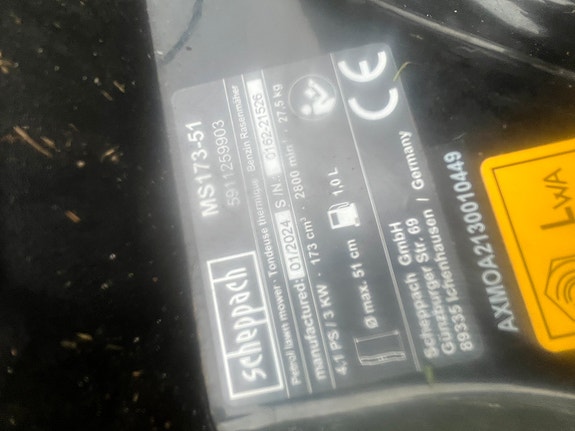 scheppach
MS173-51
5911259903
Petrol lawn mower · Tondeuse thermique · Benzin Rasenmäher
manufactured: 01/2024 S/N: 0162-21526
4,1 PS / 3 KW · 173 cm³ · 2800 min⁻¹ · 27,5 kg
Ø max. 51 cm 1,0 L
CE
Scheppach GmbH
Günzburger Str. 69
89335 Ichenhausen / Germany
AXMOA2130010449
LWA